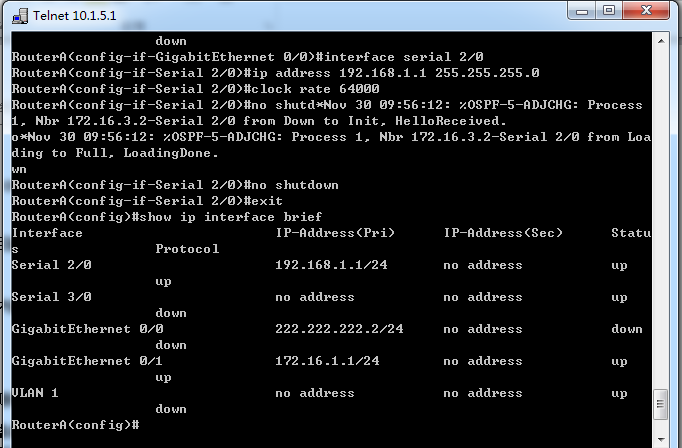 Telnet 10.1.5.1
down
RouterA(config-if-GigabitEthernet 0/0)#interface serial 2/0
RouterA(config-if-Serial 2/0)#ip address 192.168.1.1 255.255.255.0
RouterA(config-if-Serial 2/0)#clock rate 64000
RouterA(config-if-Serial 2/0)#no shutd*Nov 30 09:56:12: %OSPF-5-ADJCHG: Process
1, Nbr 172.16.3.2-Serial 2/0 from Down to Init, HelloReceived.
o*Nov 30 09:56:12: %OSPF-5-ADJCHG: Process 1, Nbr 172.16.3.2-Serial 2/0 from Loa
ding to Full, LoadingDone.
wn
RouterA(config-if-Serial 2/0)#no shutdown
RouterA(config-if-Serial 2/0)#exit
RouterA(config)#show ip interface brief
Interface IP-Address(Pri) IP-Address(Sec) Statu
s Protocol
Serial 2/0 192.168.1.1/24 no address up
up
Serial 3/0 no address no address up
down
GigabitEthernet 0/0 222.222.222.2/24 no address down
down
GigabitEthernet 0/1 172.16.1.1/24 no address up
up
VLAN 1 no address no address up
down
RouterA(config)#